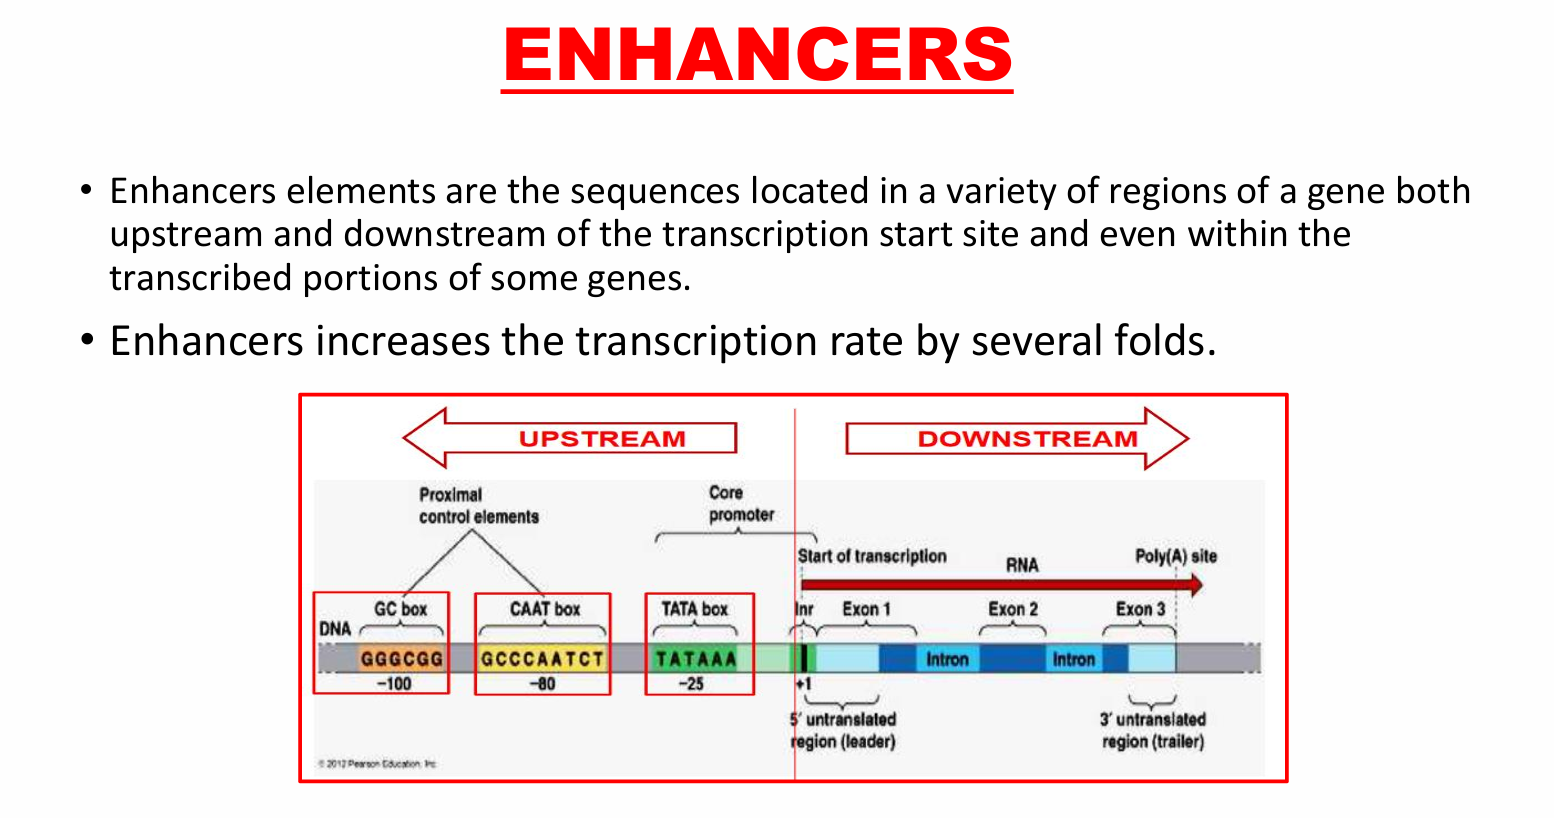 ENHANCERS
• Enhancers elements are the sequences located in a variety of regions of a gene both
upstream and downstream of the transcription start site and even within the
transcribed portions of some genes.
• Enhancers increases the transcription rate by several folds.
UPSTREAM
DOWNSTREAM
Proximal
control elements
Core
promoter
Start of transcription
RNA
Poly(A) site
DNA
GC box
CAAT box
TATA box
Inr
Exon 1
Exon 2
Exon 3
GGGCGG
GCCCAATCT
TATAAA
Intron
Intron
−100
−80
−25
+1
5′ untranslated
region (leader)
3′ untranslated
region (trailer)
© 2012 Pearson Education, Inc.